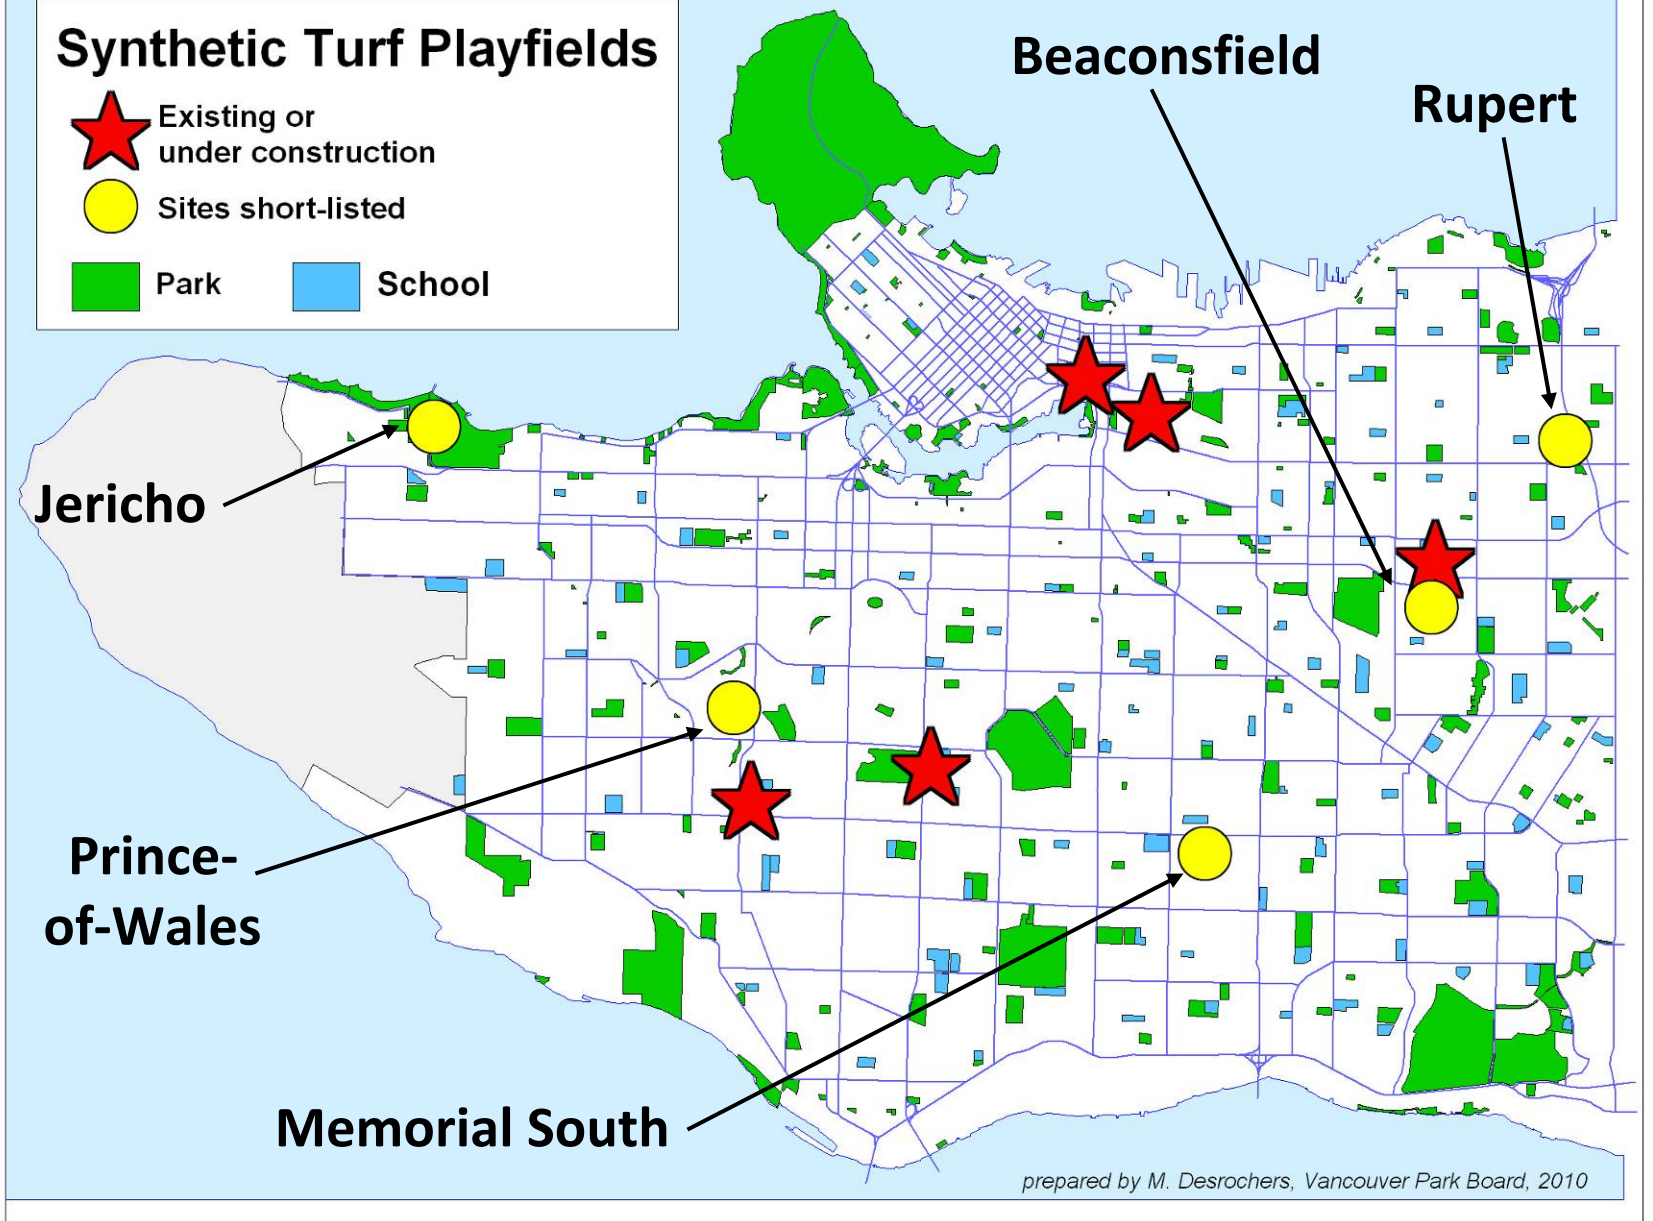 Synthetic Turf Playfields
Existing or
under construction
Sites short-listed
Park
School
Beaconsfield
Rupert
Jericho
Prince-
of-Wales
Memorial South
prepared by M. Desrochers, Vancouver Park Board, 2010